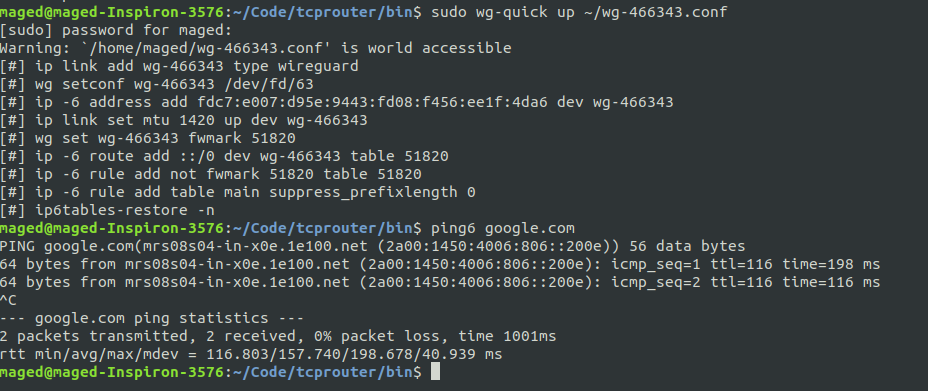 maged@maged-Inspiron-3576:~/Code/tcprouter/bin$ sudo wg-quick up ~/wg-466343.conf
[sudo] password for maged:
Warning: `/home/maged/wg-466343.conf' is world accessible
[#] ip link add wg-466343 type wireguard
[#] wg setconf wg-466343 /dev/fd/63
[#] ip -6 address add fdc7:e007:d95e:9443:fd08:f456:ee1f:4da6 dev wg-466343
[#] ip link set mtu 1420 up dev wg-466343
[#] wg set wg-466343 fwmark 51820
[#] ip -6 route add ::/0 dev wg-466343 table 51820
[#] ip -6 rule add not fwmark 51820 table 51820
[#] ip -6 rule add table main suppress_prefixlength 0
[#] ip6tables-restore -n
maged@maged-Inspiron-3576:~/Code/tcprouter/bin$ ping6 google.com
PING google.com(mrs08s04-in-x0e.1e100.net (2a00:1450:4006:806::200e)) 56 data bytes
64 bytes from mrs08s04-in-x0e.1e100.net (2a00:1450:4006:806::200e): icmp_seq=1 ttl=116 time=198 ms
64 bytes from mrs08s04-in-x0e.1e100.net (2a00:1450:4006:806::200e): icmp_seq=2 ttl=116 time=116 ms
^C
--- google.com ping statistics ---
2 packets transmitted, 2 received, 0% packet loss, time 1001ms
rtt min/avg/max/mdev = 116.803/157.740/198.678/40.939 ms
maged@maged-Inspiron-3576:~/Code/tcprouter/bin$